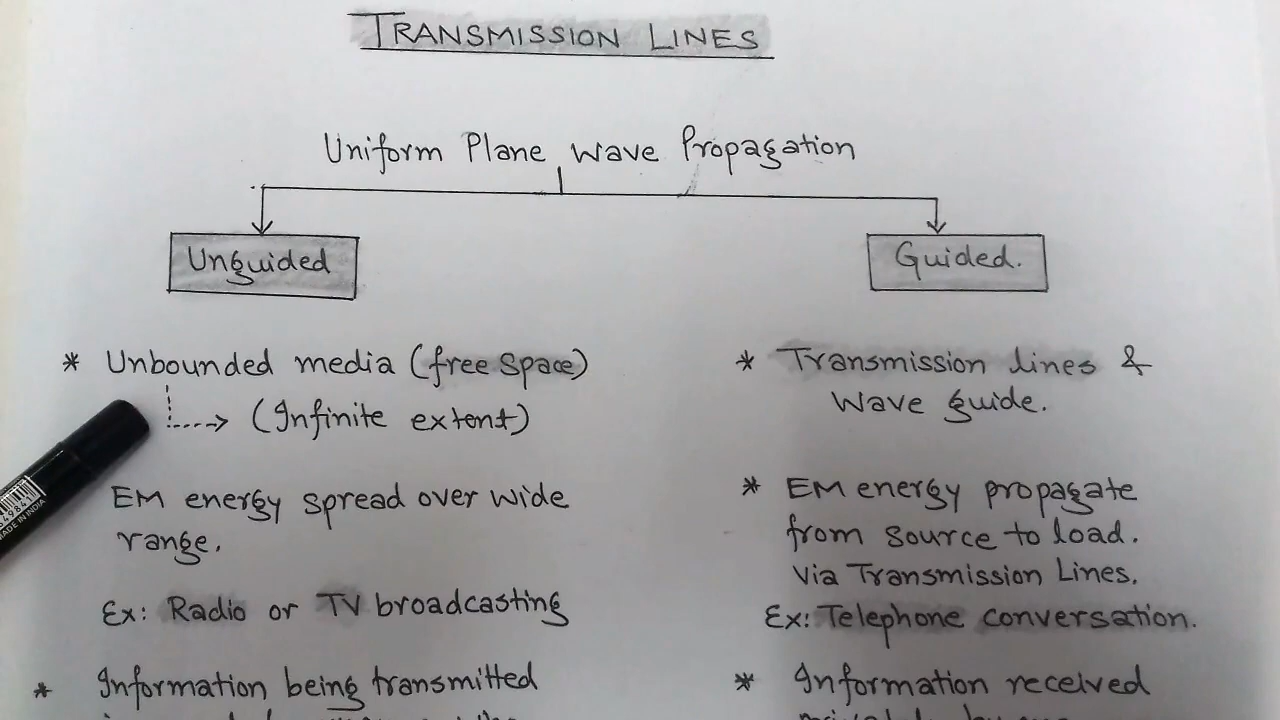 TRANSMISSION LINES
Uniform Plane Wave Propagation
Unguided
Guided.
* Unbounded media (free space)
(Infinite extent)
EM energy spread over wide
range.
Ex: Radio or TV broadcasting
* Information being transmitted
* Transmission lines &
Wave guide.
* EM energy propagate
from source to load.
Via Transmission Lines.
Ex: Telephone conversation.
* Information received
MADE IN INDIA